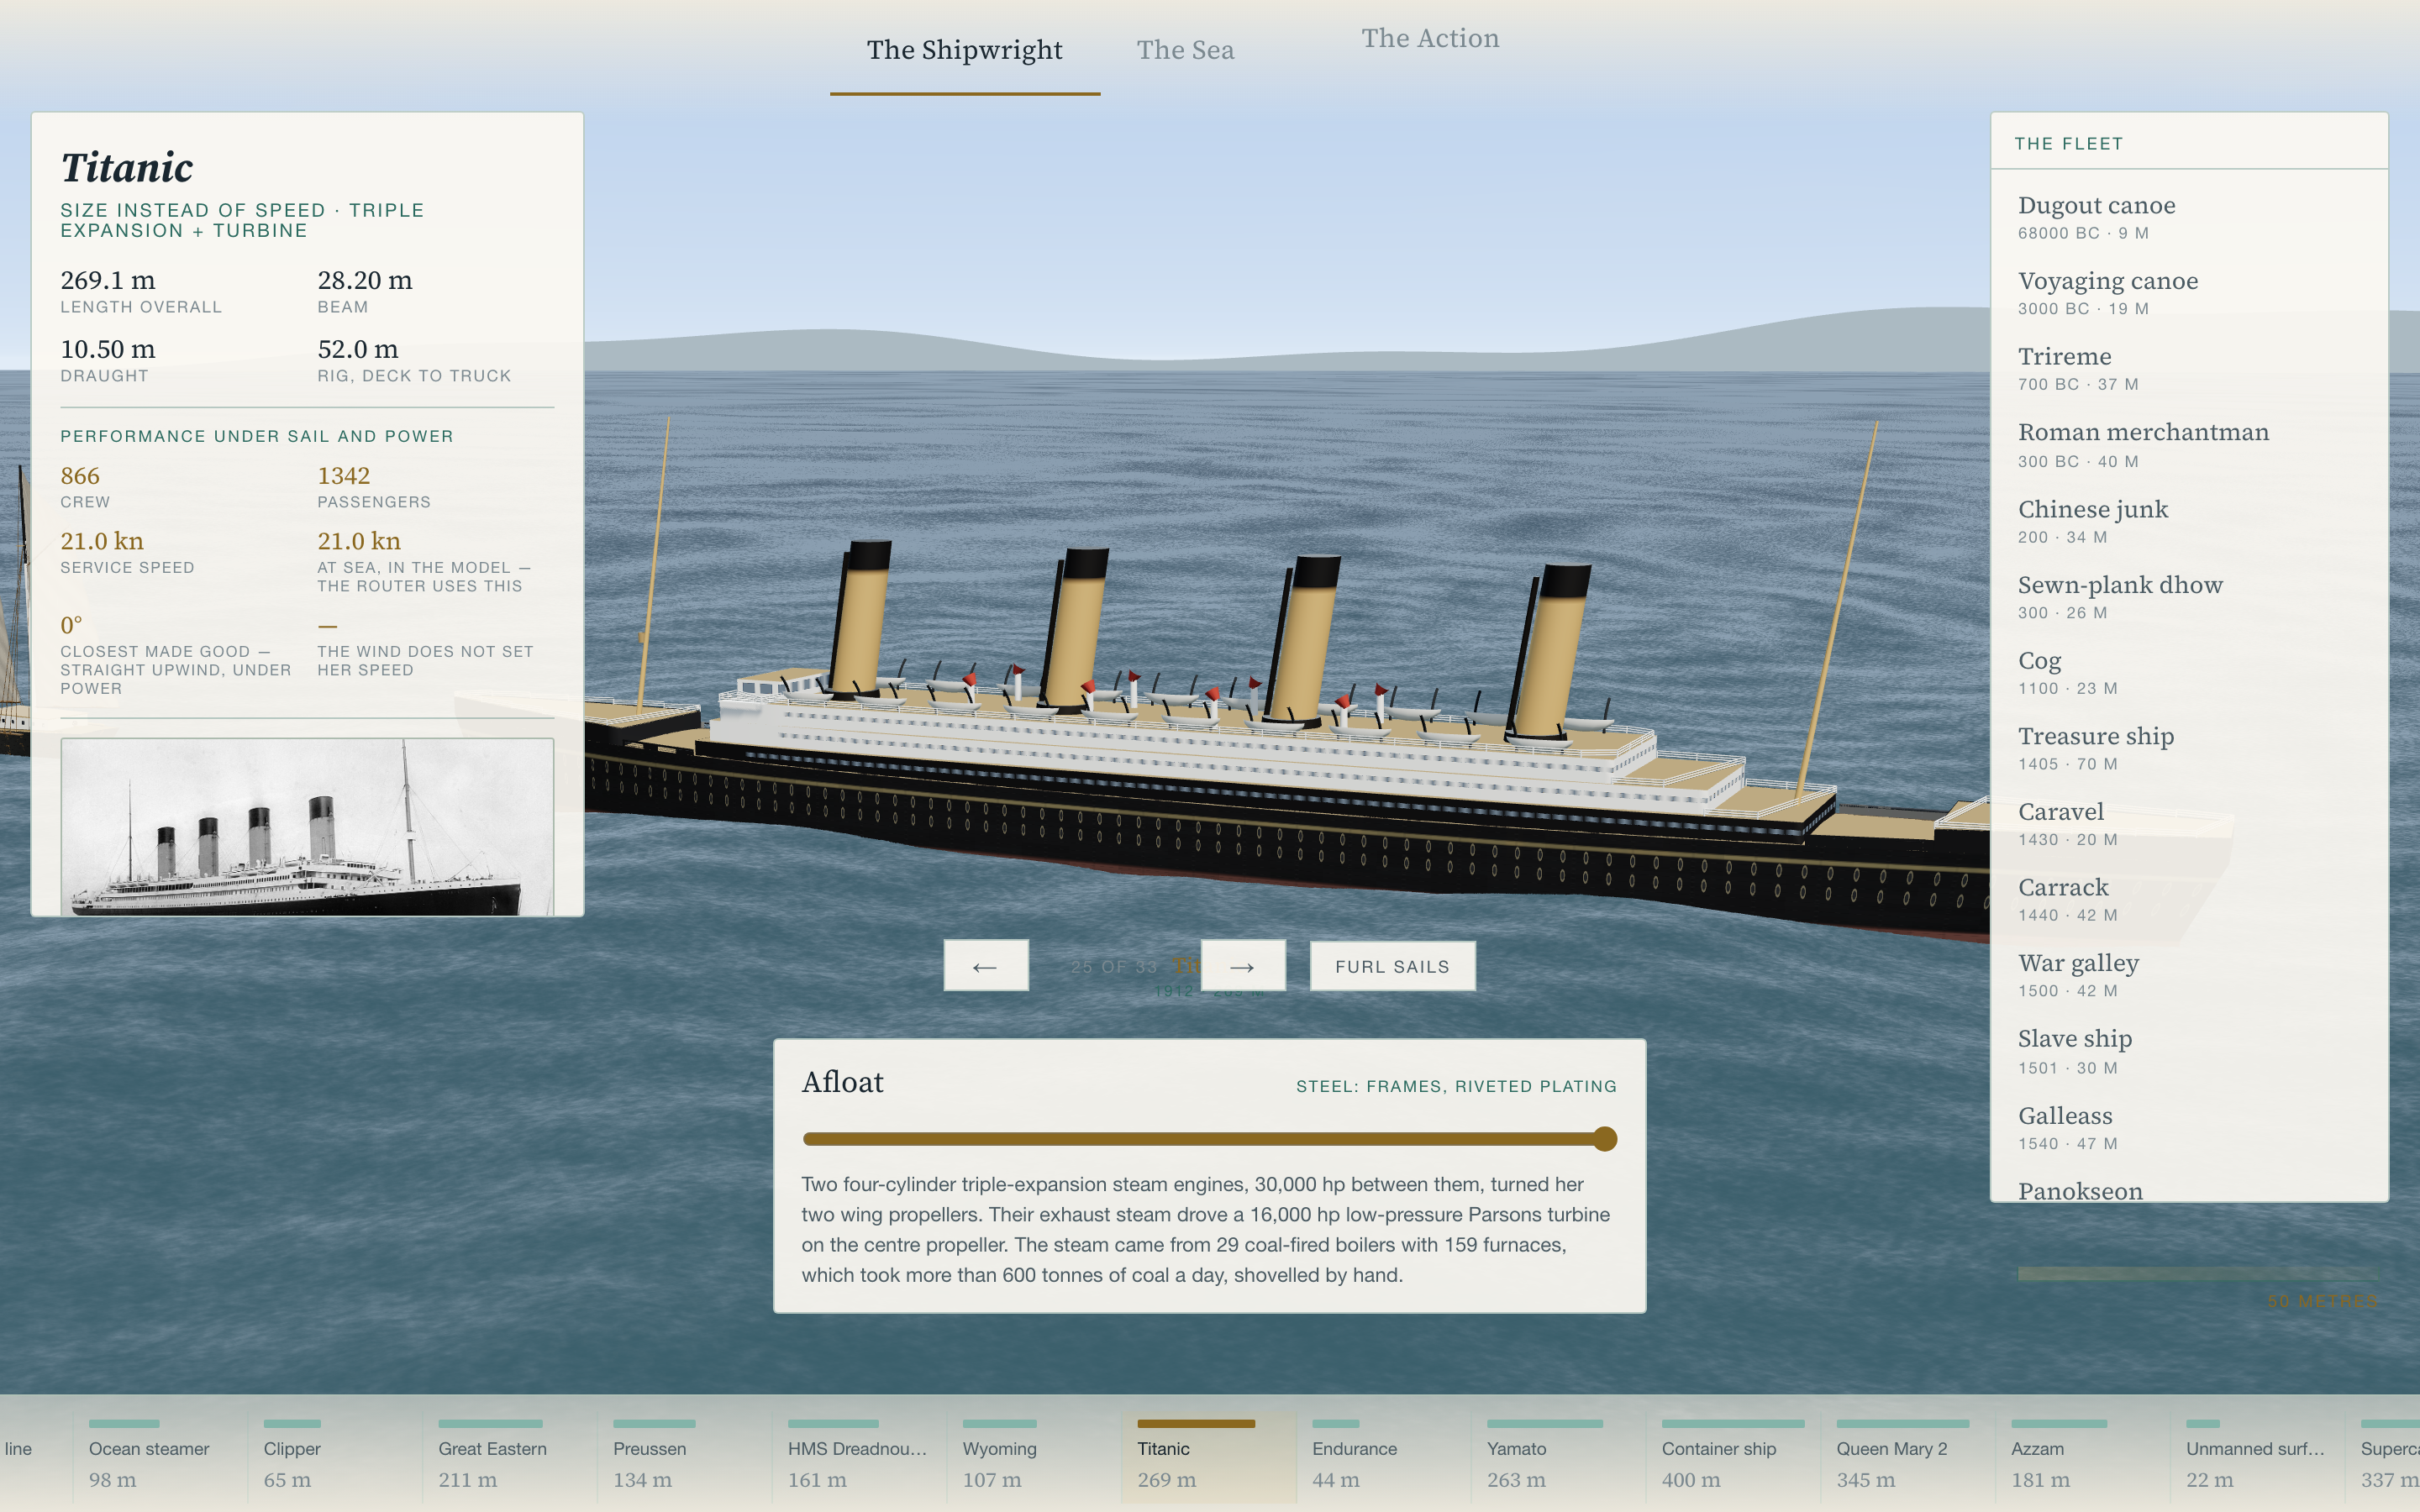 The Shipwright
The Sea
The Action
Titanic
SIZE INSTEAD OF SPEED · TRIPLE
EXPANSION + TURBINE
269.1 m
LENGTH OVERALL
28.20 m
BEAM
10.50 m
DRAUGHT
52.0 m
RIG, DECK TO TRUCK
PERFORMANCE UNDER SAIL AND POWER
866
CREW
1342
PASSENGERS
21.0 kn
SERVICE SPEED
21.0 kn
AT SEA, IN THE MODEL —
THE ROUTER USES THIS
0°
CLOSEST MADE GOOD —
STRAIGHT UPWIND, UNDER
POWER
—
THE WIND DOES NOT SET
HER SPEED
THE FLEET
Dugout canoe
68000 BC · 9 M
Voyaging canoe
3000 BC · 19 M
Trireme
700 BC · 37 M
Roman merchantman
300 BC · 40 M
Chinese junk
200 · 34 M
Sewn-plank dhow
300 · 26 M
Cog
1100 · 23 M
Treasure ship
1405 · 70 M
Caravel
1430 · 20 M
Carrack
1440 · 42 M
War galley
1500 · 42 M
Slave ship
1501 · 30 M
Galleass
1540 · 47 M
Panokseon
←
25 OF 33 Tit
1912
→
FURL SAILS
Afloat
STEEL: FRAMES, RIVETED PLATING
Two four-cylinder triple-expansion steam engines, 30,000 hp between them, turned her
two wing propellers. Their exhaust steam drove a 16,000 hp low-pressure Parsons turbine
on the centre propeller. The steam came from 29 coal-fired boilers with 159 furnaces,
which took more than 600 tonnes of coal a day, shovelled by hand.
50 METRES
line
Ocean steamer
98 m
Clipper
65 m
Great Eastern
211 m
Preussen
134 m
HMS Dreadnou…
161 m
Wyoming
107 m
Titanic
269 m
Endurance
44 m
Yamato
263 m
Container ship
400 m
Queen Mary 2
345 m
Azzam
181 m
Unmanned surf…
22 m
Superca
337 m